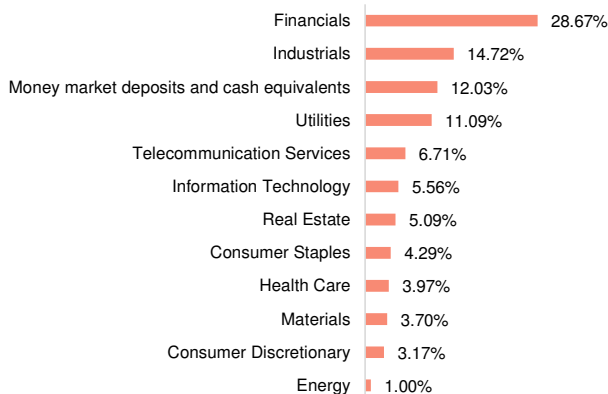 Financials 28.67%
Industrials 14.72%
Money market deposits and cash equivalents 12.03%
Utilities 11.09%
Telecommunication Services 6.71%
Information Technology 5.56%
Real Estate 5.09%
Consumer Staples 4.29%
Health Care 3.97%
Materials 3.70%
Consumer Discretionary 3.17%
Energy 1.00%